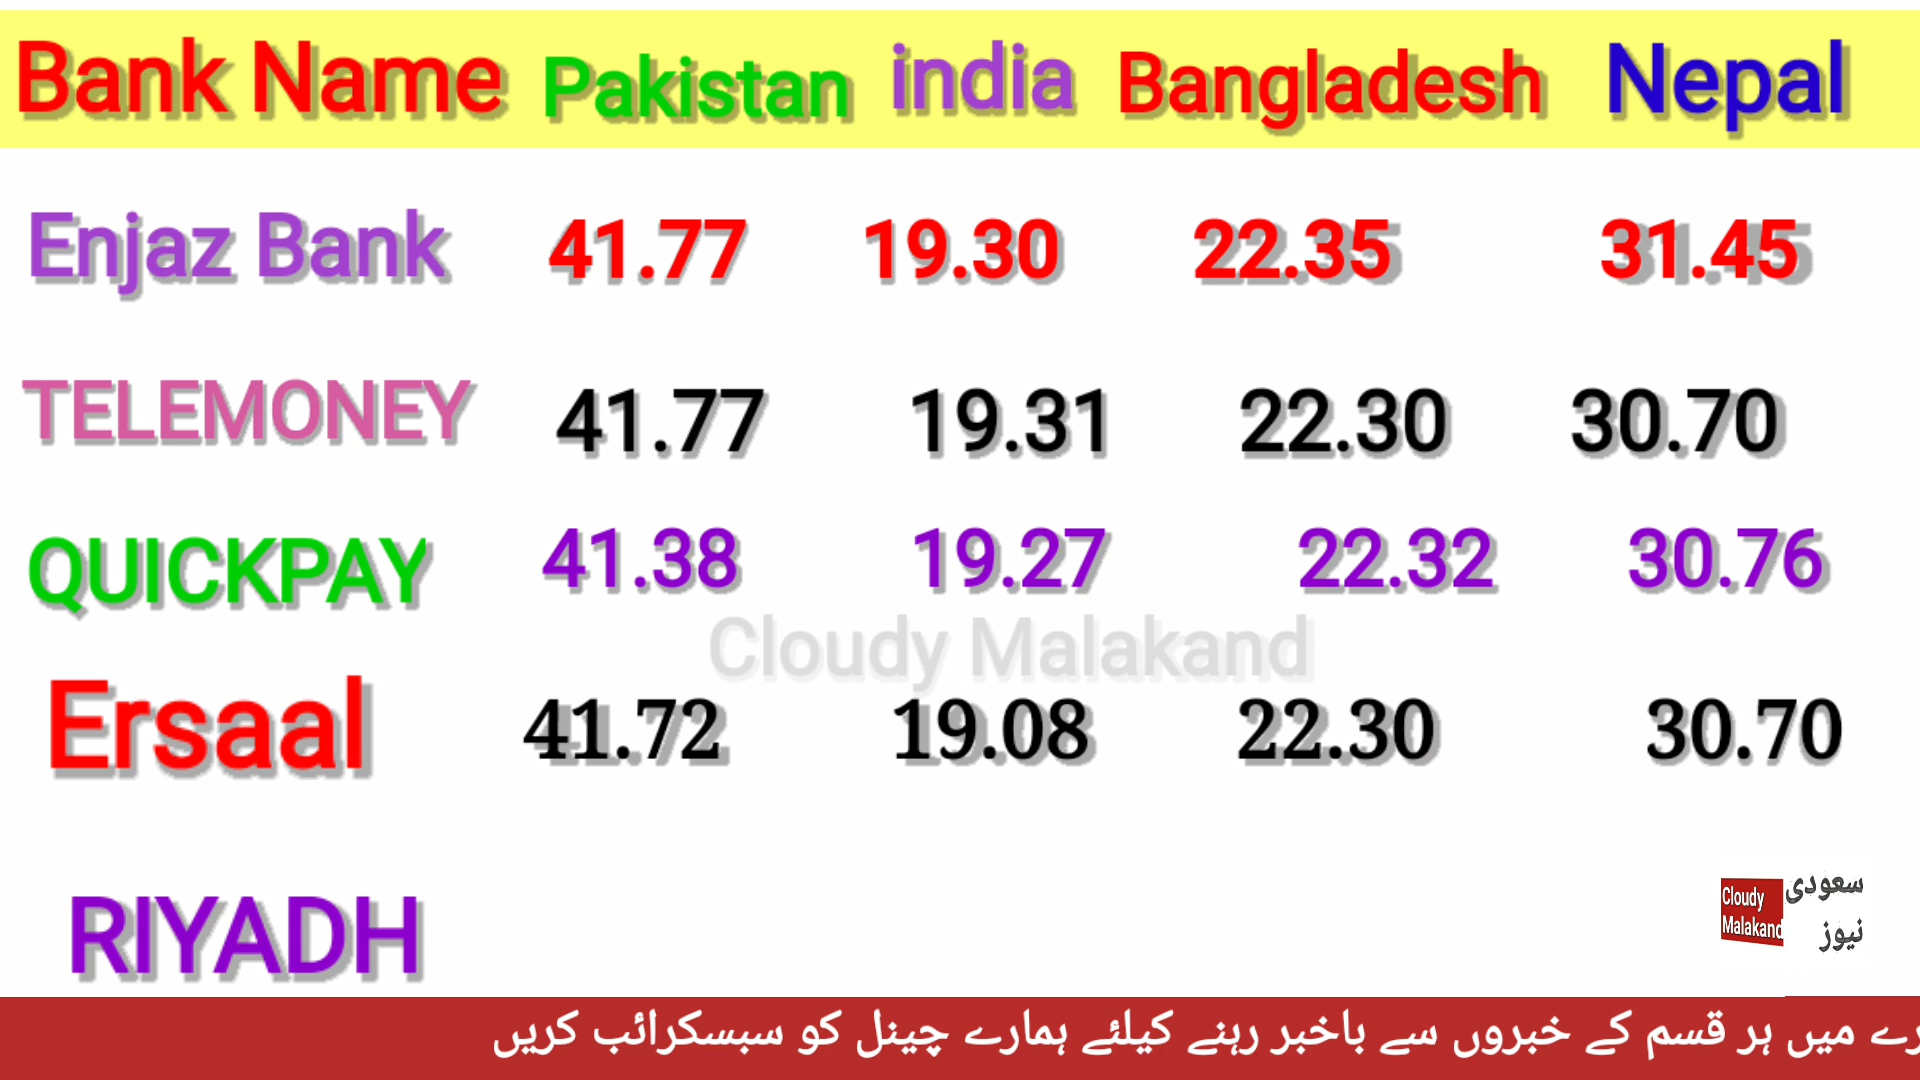 Bank Name Pakistan india Bangladesh Nepal
Enjaz Bank 41.77 19.30 22.35 31.45
TELEMONEY 41.77 19.31 22.30 30.70
QUICKPAY 41.38 19.27 22.32 30.76
Cloudy Malakand
Ersaal 41.72 19.08 22.30 30.70
RIYADH
Cloudy
Malakand
سعودی
نیوز
رے میں ہر قسم کے خبروں سے باخبر رہنے کیلئے ہمارے چینل کو سبسکرائب کریں